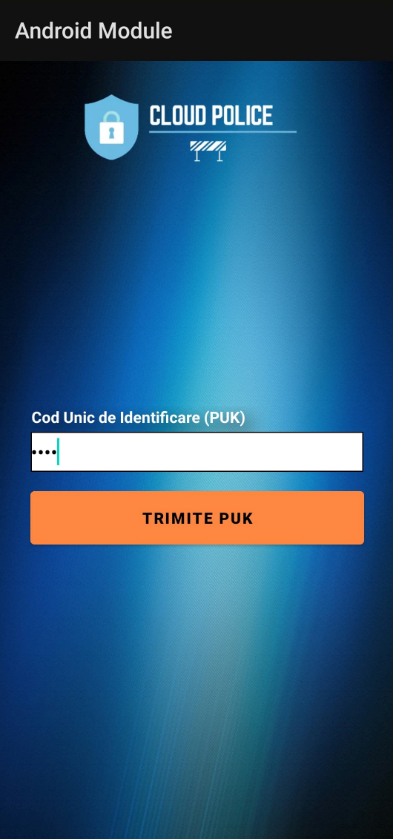 Android Module
CLOUD POLICE
Cod Unic de Identificare (PUK)
••••
TRIMITE PUK